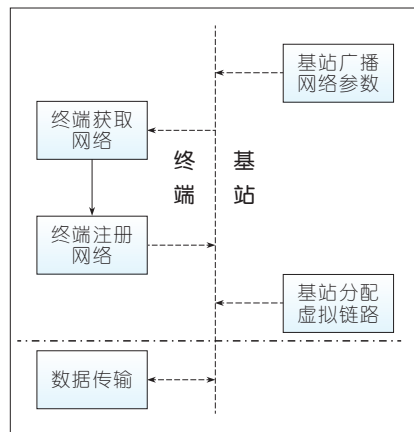 基站广播
网络参数
终端获取
网络
终端
基站
终端注册
网络
基站分配
虚拟链路
数据传输